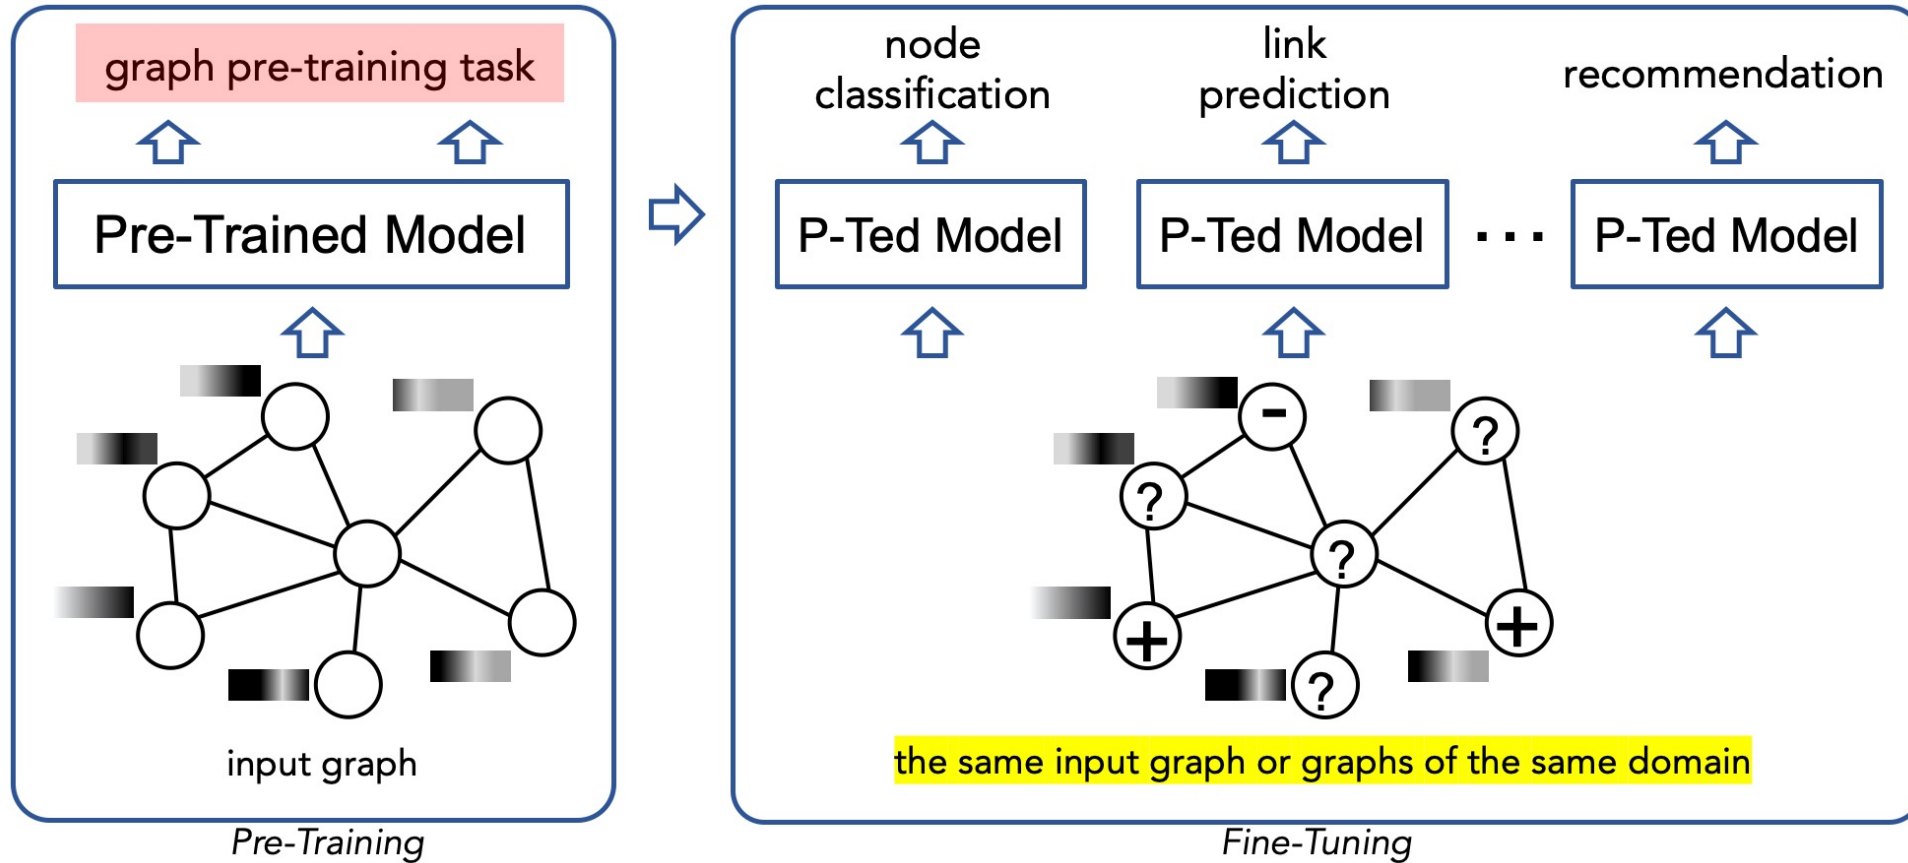 graph pre-training task
Pre-Trained Model
input graph
Pre-Training
node
classification
link
prediction
recommendation
P-Ted Model
P-Ted Model
...
P-Ted Model
-
?
?
?
+
+
?
the same input graph or graphs of the same domain
Fine-Tuning